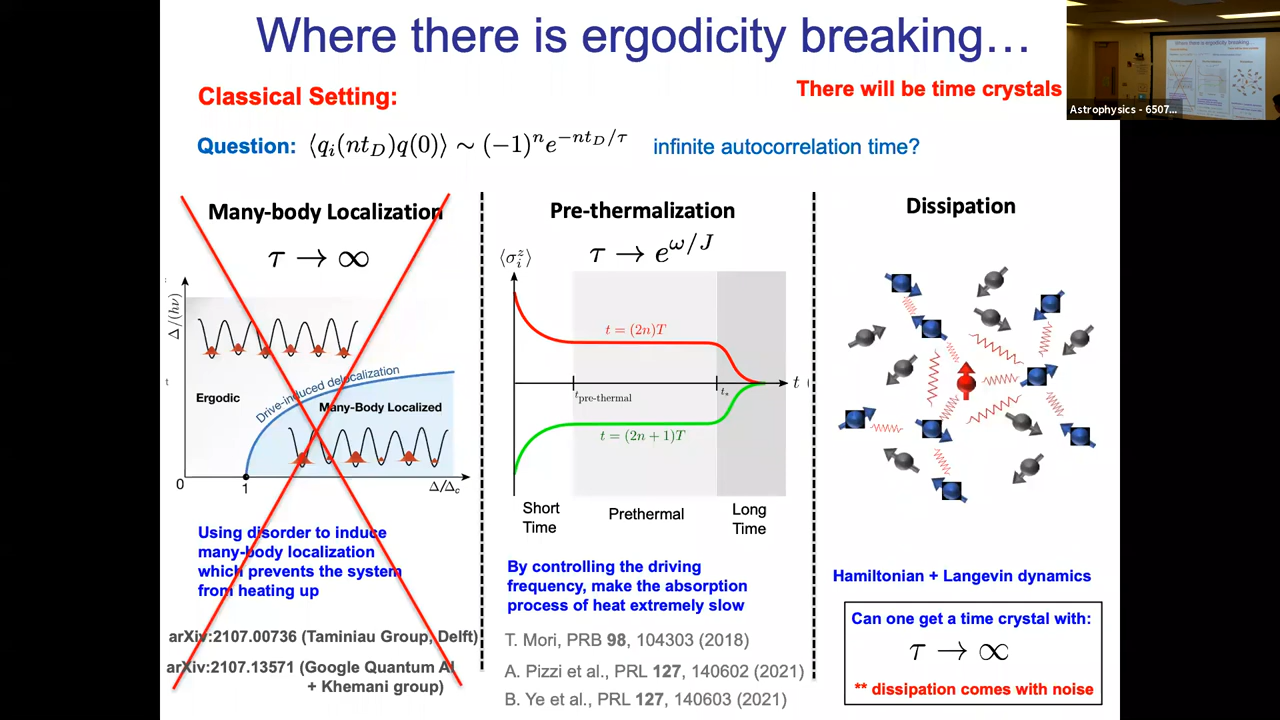 Where there is ergodicity breaking…
Classical Setting:
There will be time crystals
Astrophysics - 6507...
Question: ⟨q_i(nt_D)q(0)⟩ ∼ (−1)^n e^{−nt_D/τ} infinite autocorrelation time?
Many-body Localization
τ → ∞
Δ/(hν)
Ergodic
Drive-induced delocalization
Many-Body Localized
0
1
Δ/Δ_c
Using disorder to induce
many-body localization
which prevents the system
from heating up
arXiv:2107.00736 (Taminiau Group, Delft)
arXiv:2107.13571 (Google Quantum AI
+ Khemani group)
Pre-thermalization
τ → e^{ω/J}
⟨σ_i^z⟩
t = (2n)T
t_{pre-thermal}
t_*
t
t = (2n+1)T
Short
Time
Prethermal
Long
Time
By controlling the driving
frequency, make the absorption
process of heat extremely slow
T. Mori, PRB 98, 104303 (2018)
A. Pizzi et al., PRL 127, 140602 (2021)
B. Ye et al., PRL 127, 140603 (2021)
Dissipation
Hamiltonian + Langevin dynamics
Can one get a time crystal with:
τ → ∞
** dissipation comes with noise